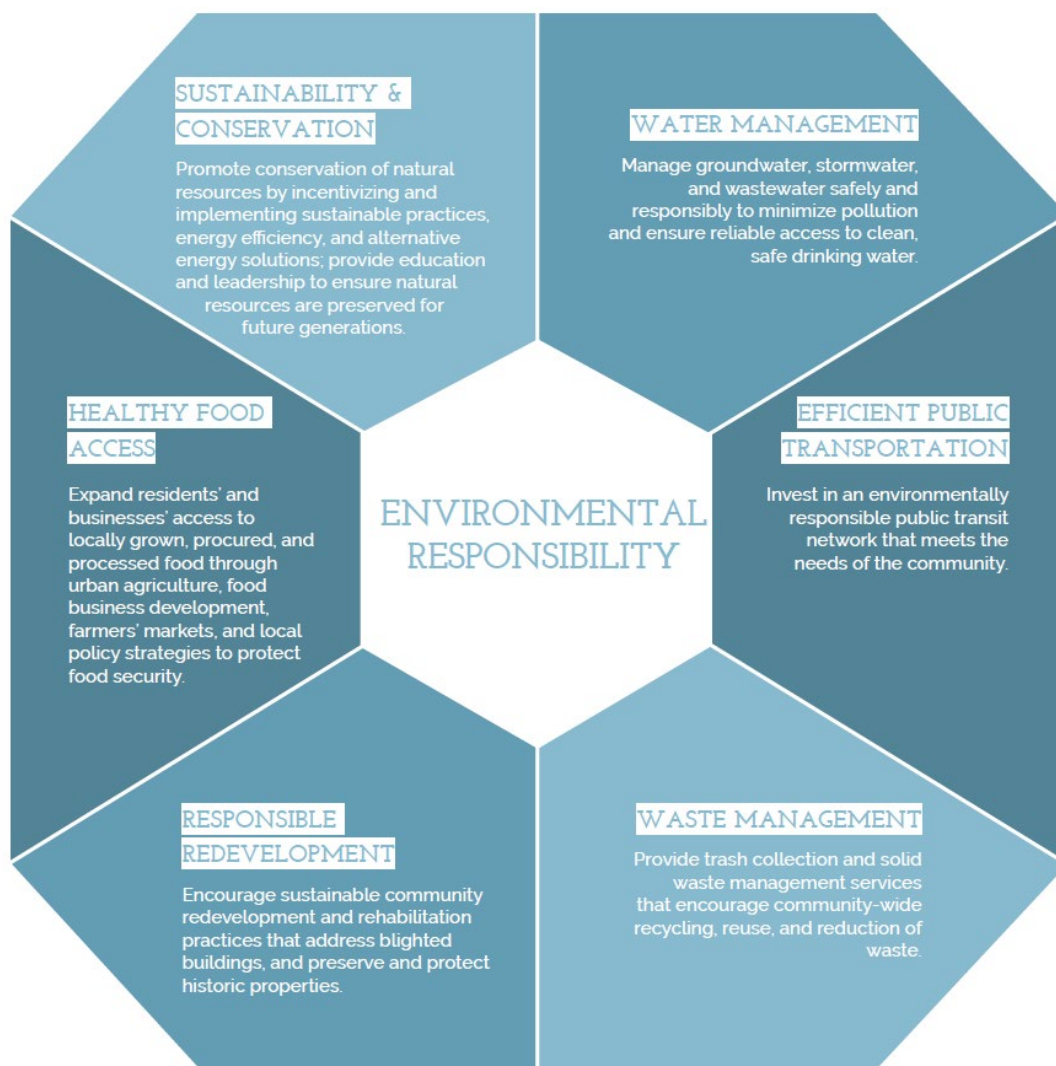 SUSTAINABILITY &
CONSERVATION
Promote conservation of natural
resources by incentivizing and
implementing sustainable practices,
energy efficiency, and alternative
energy solutions; provide education
and leadership to ensure natural
resources are preserved for
future generations.
WATER MANAGEMENT
Manage groundwater, stormwater,
and wastewater safely and
responsibly to minimize pollution
and ensure reliable access to clean,
safe drinking water.
HEALTHY FOOD
ACCESS
Expand residents’ and
businesses’ access to
locally grown, procured, and
processed food through
urban agriculture, food
business development,
farmers’ markets, and local
policy strategies to protect
food security.
ENVIRONMENTAL
RESPONSIBILITY
EFFICIENT PUBLIC
TRANSPORTATION
Invest in an environmentally
responsible public transit
network that meets the
needs of the community.
RESPONSIBLE
REDEVELOPMENT
Encourage sustainable community
redevelopment and rehabilitation
practices that address blighted
buildings, and preserve and protect
historic properties.
WASTE MANAGEMENT
Provide trash collection and solid
waste management services
that encourage community-wide
recycling, reuse, and reduction of
waste.